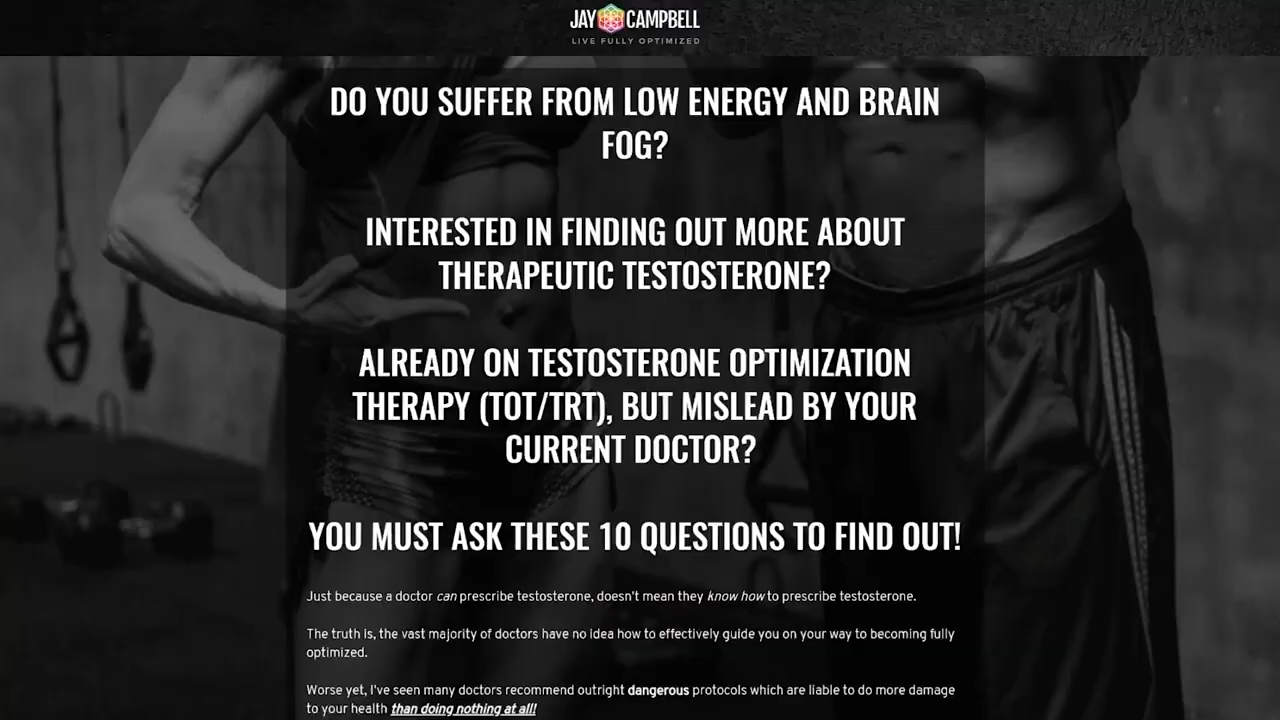 JAY CAMPBELL
LIVE FULLY OPTIMIZED
DO YOU SUFFER FROM LOW ENERGY AND BRAIN
FOG?
INTERESTED IN FINDING OUT MORE ABOUT
THERAPEUTIC TESTOSTERONE?
ALREADY ON TESTOSTERONE OPTIMIZATION
THERAPY (TOT/TRT), BUT MISLEAD BY YOUR
CURRENT DOCTOR?
YOU MUST ASK THESE 10 QUESTIONS TO FIND OUT!
Just because a doctor can prescribe testosterone, doesn't mean they know how to prescribe testosterone.
The truth is, the vast majority of doctors have no idea how to effectively guide you on your way to becoming fully
optimized.
Worse yet, I've seen many doctors recommend outright dangerous protocols which are liable to do more damage
to your health than doing nothing at all!